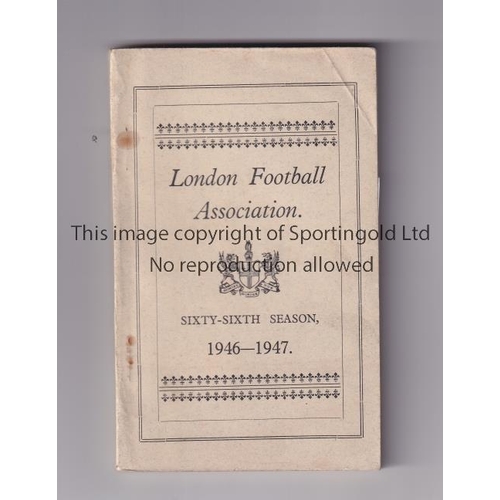 London Football
Association.
This image copyright of Sportingold Ltd
No reproduction allowed
SIXTY-SIXTH SEASON,
1946—1947.